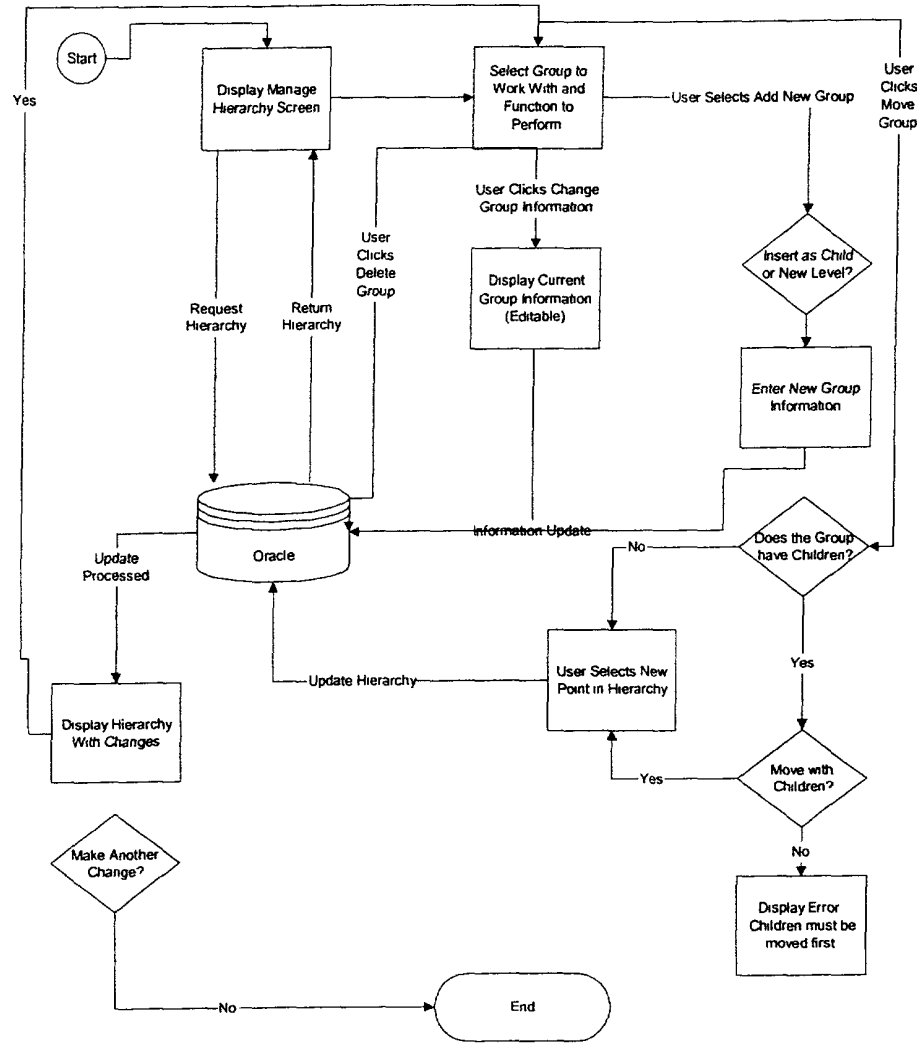 Start
Yes
Display Manage
Hierarchy Screen
Select Group to
Work With and
Function to
Perform
User Selects Add New Group
User
Clicks
Move
Group
User Clicks Change
Group Information
User
Clicks
Delete
Group
Insert as Child
or New Level?
Display Current
Group Information
(Editable)
Request
Hierarchy
Return
Hierarchy
Enter New Group
Information
Information Update
Does the Group
have Children?
No
Oracle
Update
Processed
Yes
User Selects New
Point in Hierarchy
Update Hierarchy
Display Hierarchy
With Changes
Move with
Children?
Yes
Make Another
Change?
No
Display Error
Children must be
moved first
No
End